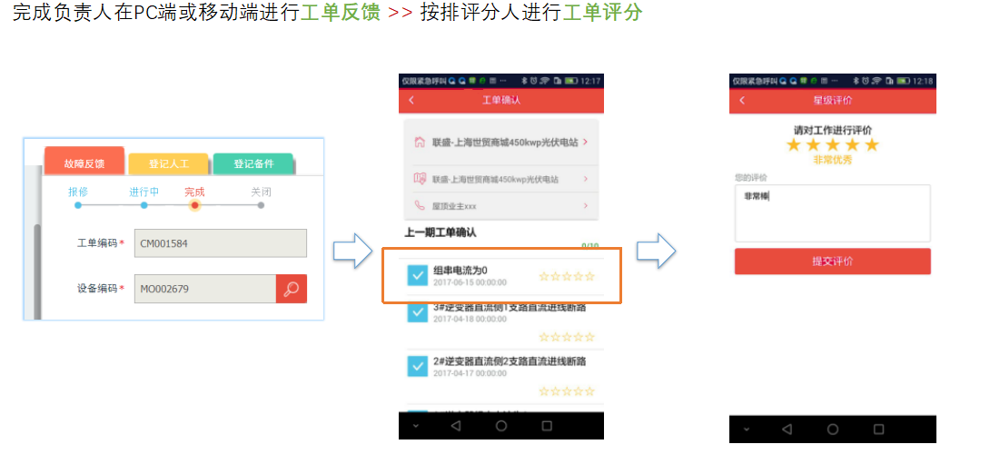 完成负责人在PC端或移动端进行工单反馈 >> 按排评分人进行工单评分
故障反馈
登记人工
登记备件
报修
进行中
完成
关闭
工单编码*
CM001584
设备编码*
MO002679
仅限紧急呼叫
12:17
工单确认
联盛-上海世贸商城450kwp光伏电站
联盛-上海世贸商城450kwp光伏电站
屋顶业主xxx
上一期工单确认
0/10
组串电流为0
2017-06-15 00:00:00
3#逆变器直流侧1支路直流进线断路
2017-04-18 00:00:00
2#逆变器直流侧2支路直流进线断路
2017-04-17 00:00:00
仅限紧急呼叫
12:18
星级评价
请对工作进行评价
非常优秀
您的评价
非常棒
提交评价